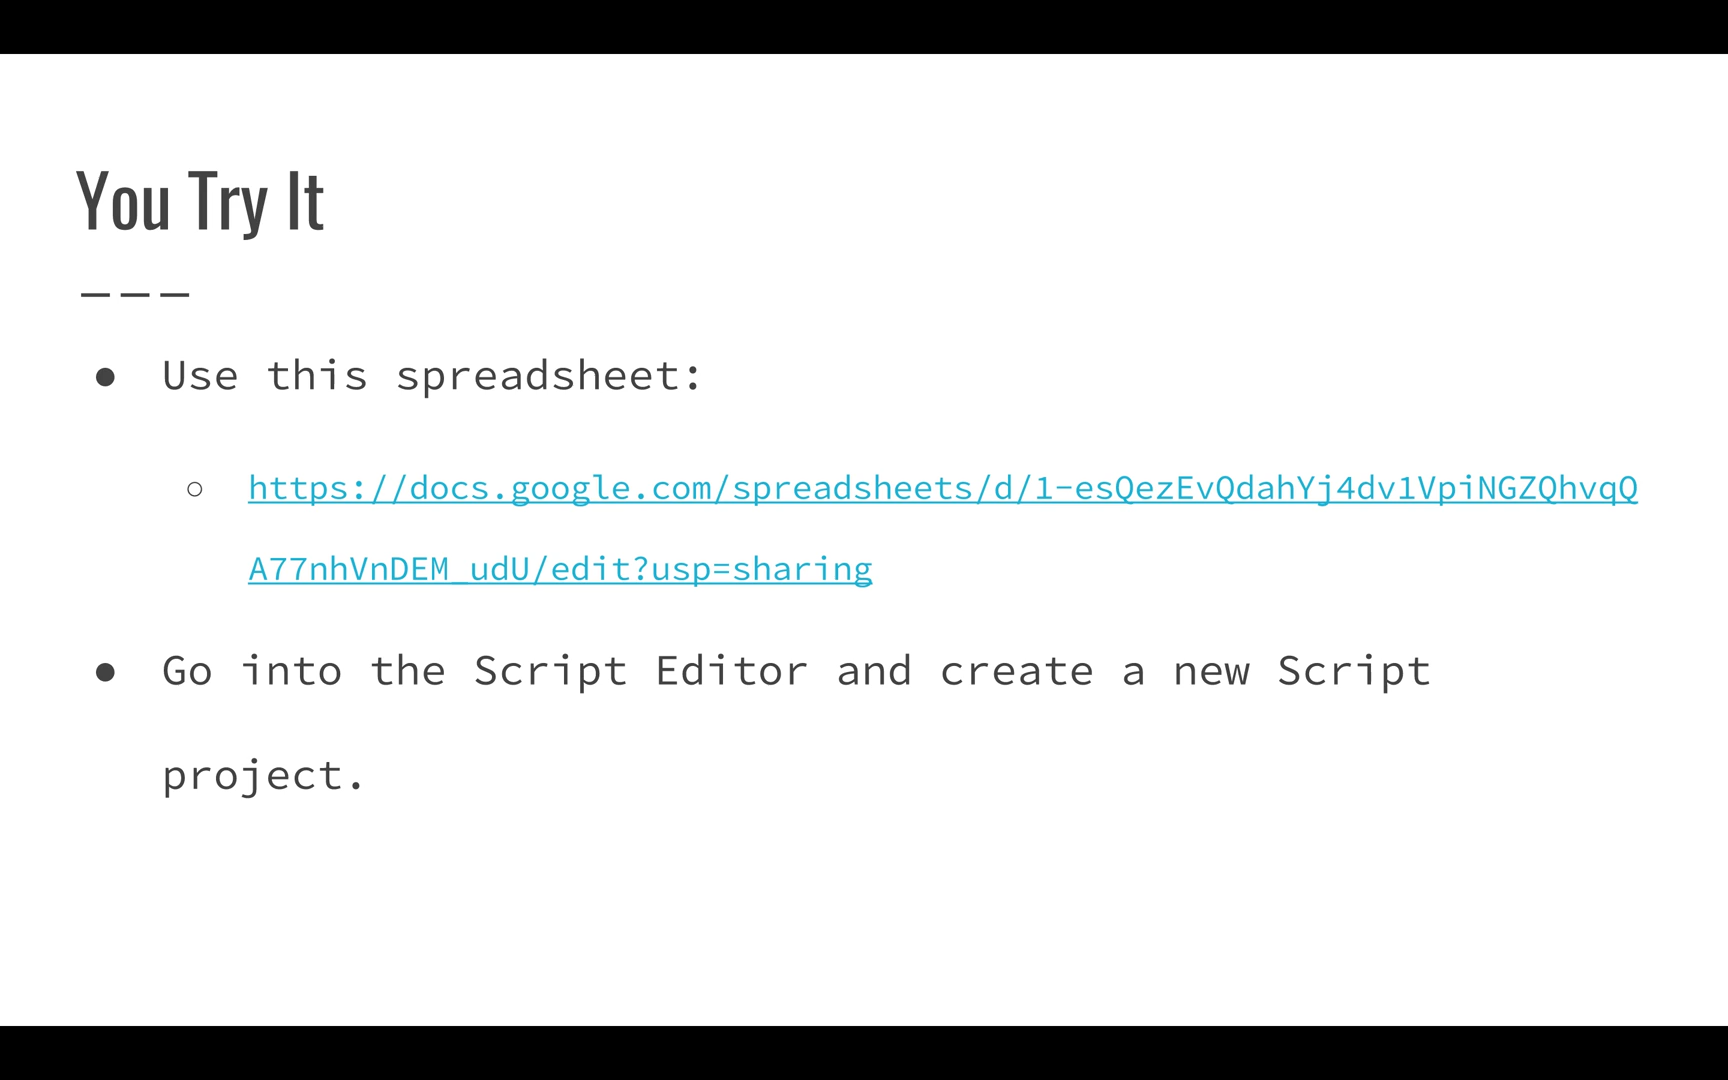 You Try It
———
● Use this spreadsheet:
○ https://docs.google.com/spreadsheets/d/1-esQezEvQdahYj4dv1VpiNGZQhvqQ
A77nhVnDEM_udU/edit?usp=sharing
● Go into the Script Editor and create a new Script
project.